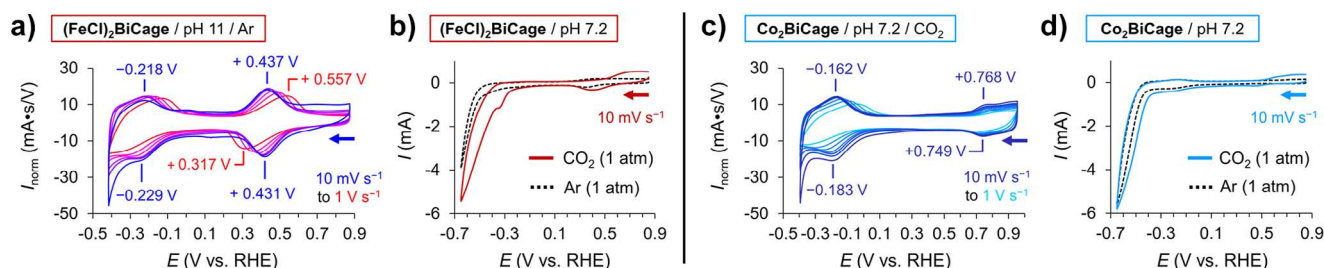 a) (FeCl)₂BiCage / pH 11 / Ar
−0.218 V
+ 0.437 V
+ 0.557 V
+ 0.317 V
−0.229 V
+ 0.431 V
10 mV s⁻¹
to 1 V s⁻¹
30
10
-10
-30
-50
I norm (mA•s/V)
-0.5 -0.3 -0.1 0.1 0.3 0.5 0.7 0.9
E (V vs. RHE)
b) (FeCl)₂BiCage / pH 7.2
10 mV s⁻¹
CO₂ (1 atm)
Ar (1 atm)
0
-2
-4
-6
I (mA)
-0.7 -0.3 0.1 0.5 0.9
E (V vs. RHE)
c) Co₂BiCage / pH 7.2 / CO₂
−0.162 V
+0.768 V
+0.749 V
−0.183 V
10 mV s⁻¹
to 1 V s⁻¹
30
10
-10
-30
-50
I norm (mA•s/V)
-0.5 -0.3 -0.1 0.1 0.3 0.5 0.7 0.9
E (V vs. RHE)
d) Co₂BiCage / pH 7.2
10 mV s⁻¹
CO₂ (1 atm)
Ar (1 atm)
0
-2
-4
-6
I (mA)
-0.7 -0.3 0.1 0.5 0.9
E (V vs. RHE)